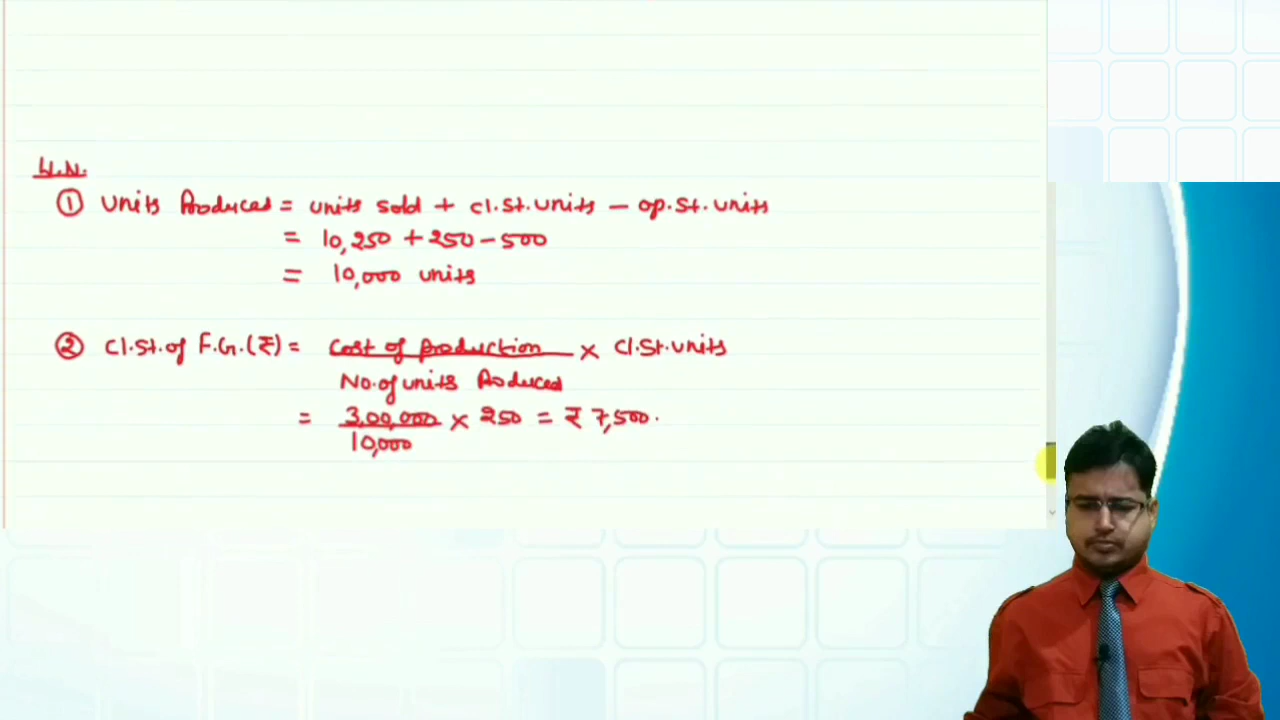 W.N.
① Units Produced = units sold + cl.st.units - op.st.units
= 10,250 + 250 - 500
= 10,000 units
② Cl.St.of F.G.(₹) = Cost of production × Cl.St.units
No.of units Produced
= 3,00,000 × 250 = ₹ 7,500.
10,000